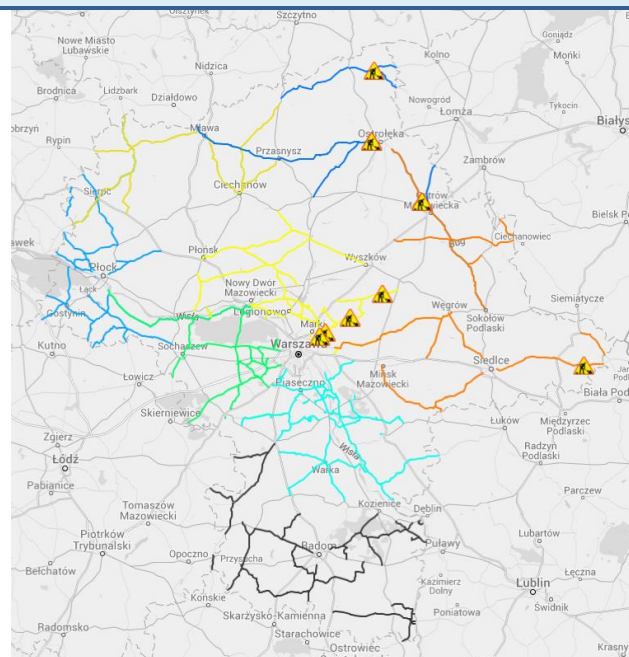 Olsztynek
Szczytno
Goniądz
Nowe Miasto
Lubawskie
Nidzica
Kolno
Mońki
Brodnica
Lidzbark
Działdowo
Nowogród
Tykocin
Łomża
Rypin
Mława
Ostrołęka
Przasnysz
Zambrów
Ciechanów
Sierpc
Ostrów
Mazowiecka
Bielsk
Bug
Ciechanowiec
Płońsk
Wyszków
Płock
Łąck
Nowy Dwór
Mazowiecki
Siemiatycze
Gostynin
Wisła
Legionowo
Węgrów
Sokołów
Podlaski
Kutno
Sochaczew
Warszawa
Siedlce
Łowicz
Piaseczno
Mińsk
Mazowiecki
Biała
Skierniewice
Łuków
Międzyrzec
Podlaski
Zgierz
Wisła
Radzyń
Podlaski
Łódź
Warka
Pabianice
Kozienice
Dęblin
Parczew
Tomaszów
Mazowiecki
Piotrków
Trybunalski
Opoczno
Przysucha
Radom
Puławy
Lubartów
Bełchatów
Końskie
Kazimierz
Dolny
Łęczna
Lublin
Poniatowa
Świdnik
Radomsko
Skarżysko-Kamienna
Starachowice
Ostrowiec